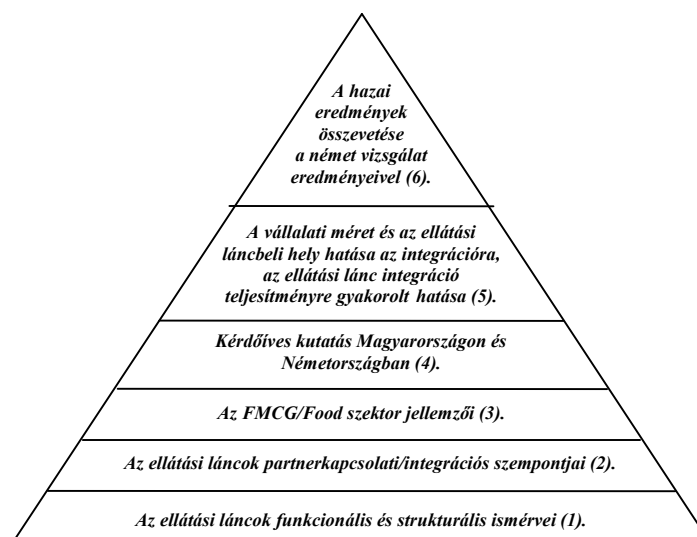 A hazai
eredmények
összevetése
a német vizsgálat
eredményeivel (6).
A vállalati méret és az ellátási
láncbeli hely hatása az integrációra,
az ellátási lánc integráció
teljesítményre gyakorolt hatása (5).
Kérdőíves kutatás Magyarországon és
Németországban (4).
Az FMCG/Food szektor jellemzői (3).
Az ellátási láncok partnerkapcsolati/integrációs szempontjai (2).
Az ellátási láncok funkcionális és strukturális ismérvei (1).